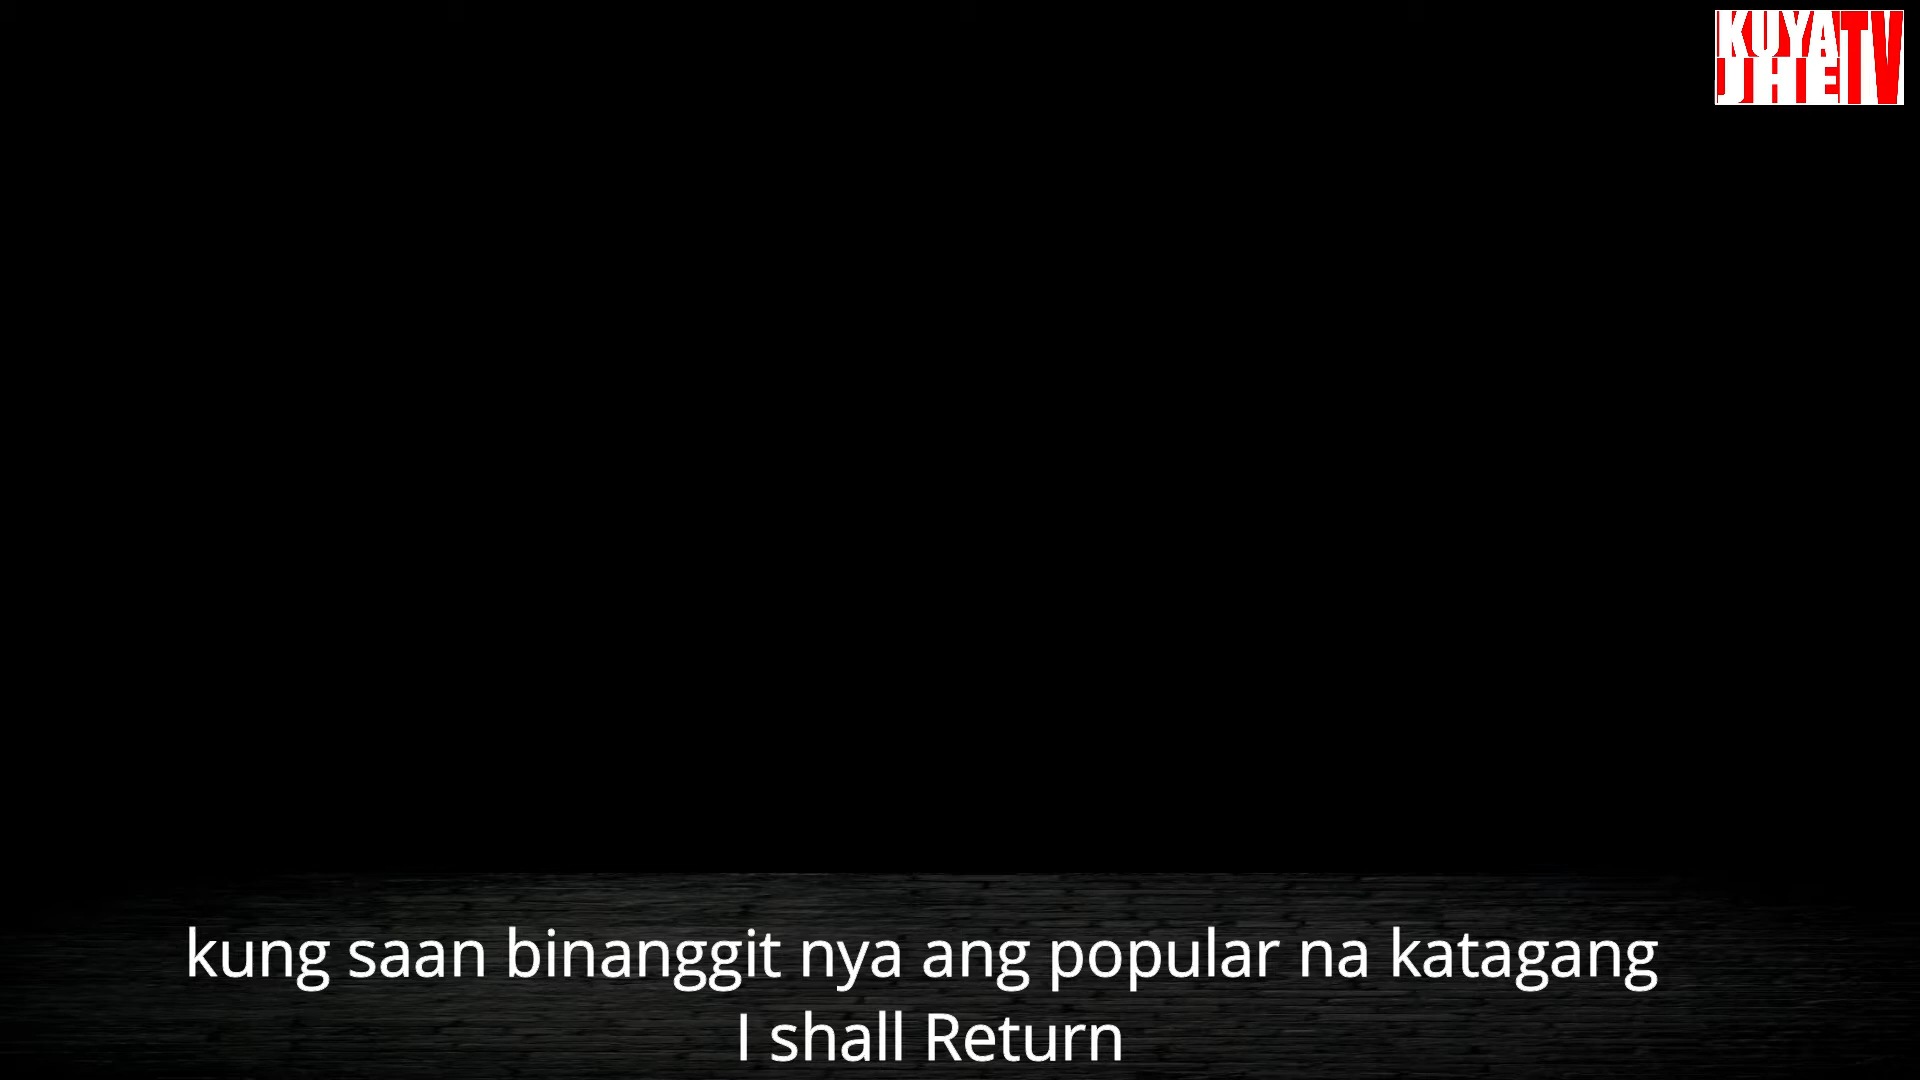 KUYA
JHE TV
kung saan binanggit nya ang popular na katagang
I shall Return